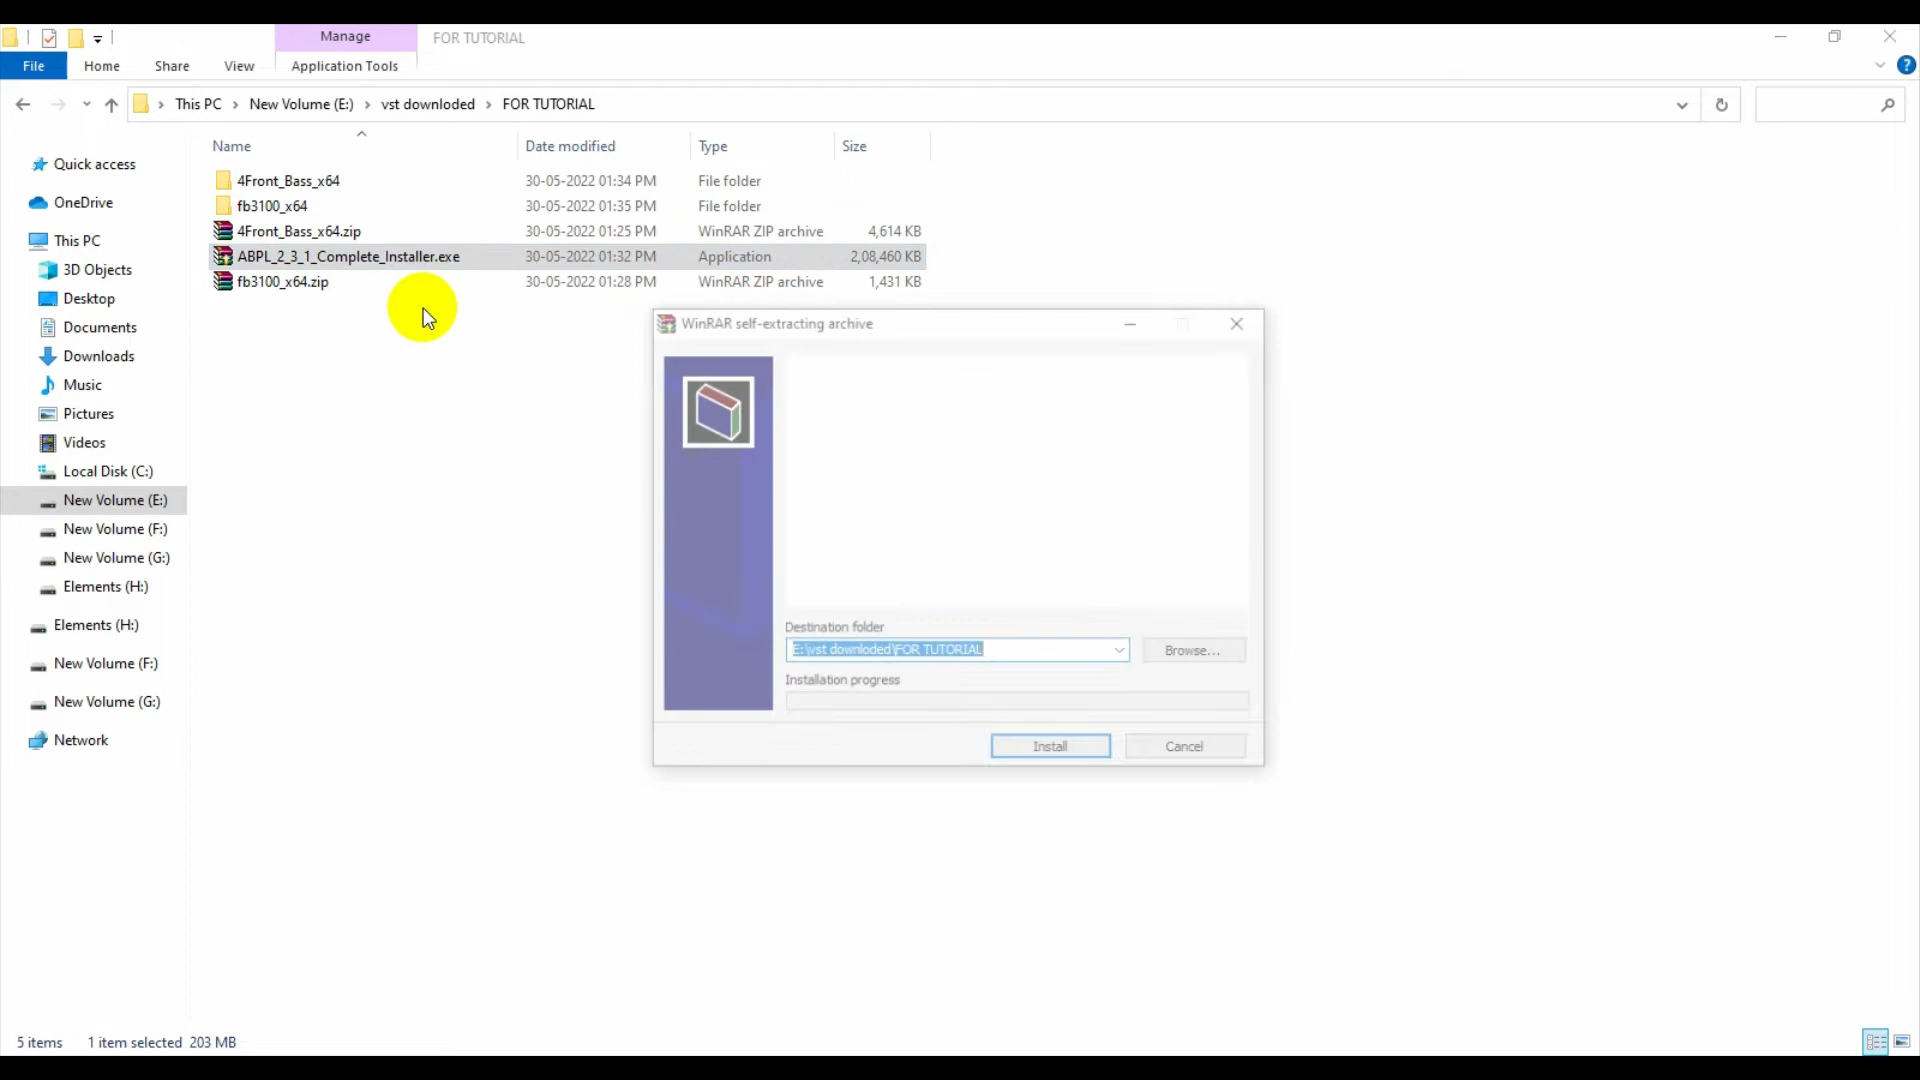 Manage
FOR TUTORIAL
File
Home
Share
View
Application Tools
This PC
New Volume (E:)
vst downloded
FOR TUTORIAL
Name
Date modified
Type
Size
Quick access
OneDrive
This PC
3D Objects
Desktop
Documents
Downloads
Music
Pictures
Videos
Local Disk (C:)
New Volume (E:)
New Volume (F:)
New Volume (G:)
Elements (H:)
Elements (H:)
New Volume (F:)
New Volume (G:)
Network
4Front_Bass_x64 30-05-2022 01:34 PM File folder
fb3100_x64 30-05-2022 01:35 PM File folder
4Front_Bass_x64.zip 30-05-2022 01:25 PM WinRAR ZIP archive 4,614 KB
ABPL_2_3_1_Complete_Installer.exe 30-05-2022 01:32 PM Application 2,08,460 KB
fb3100_x64.zip 30-05-2022 01:28 PM WinRAR ZIP archive 1,431 KB
WinRAR self-extracting archive
Destination folder
E:\vst downloded\FOR TUTORIAL
Browse...
Installation progress
Install
Cancel
5 items 1 item selected 203 MB